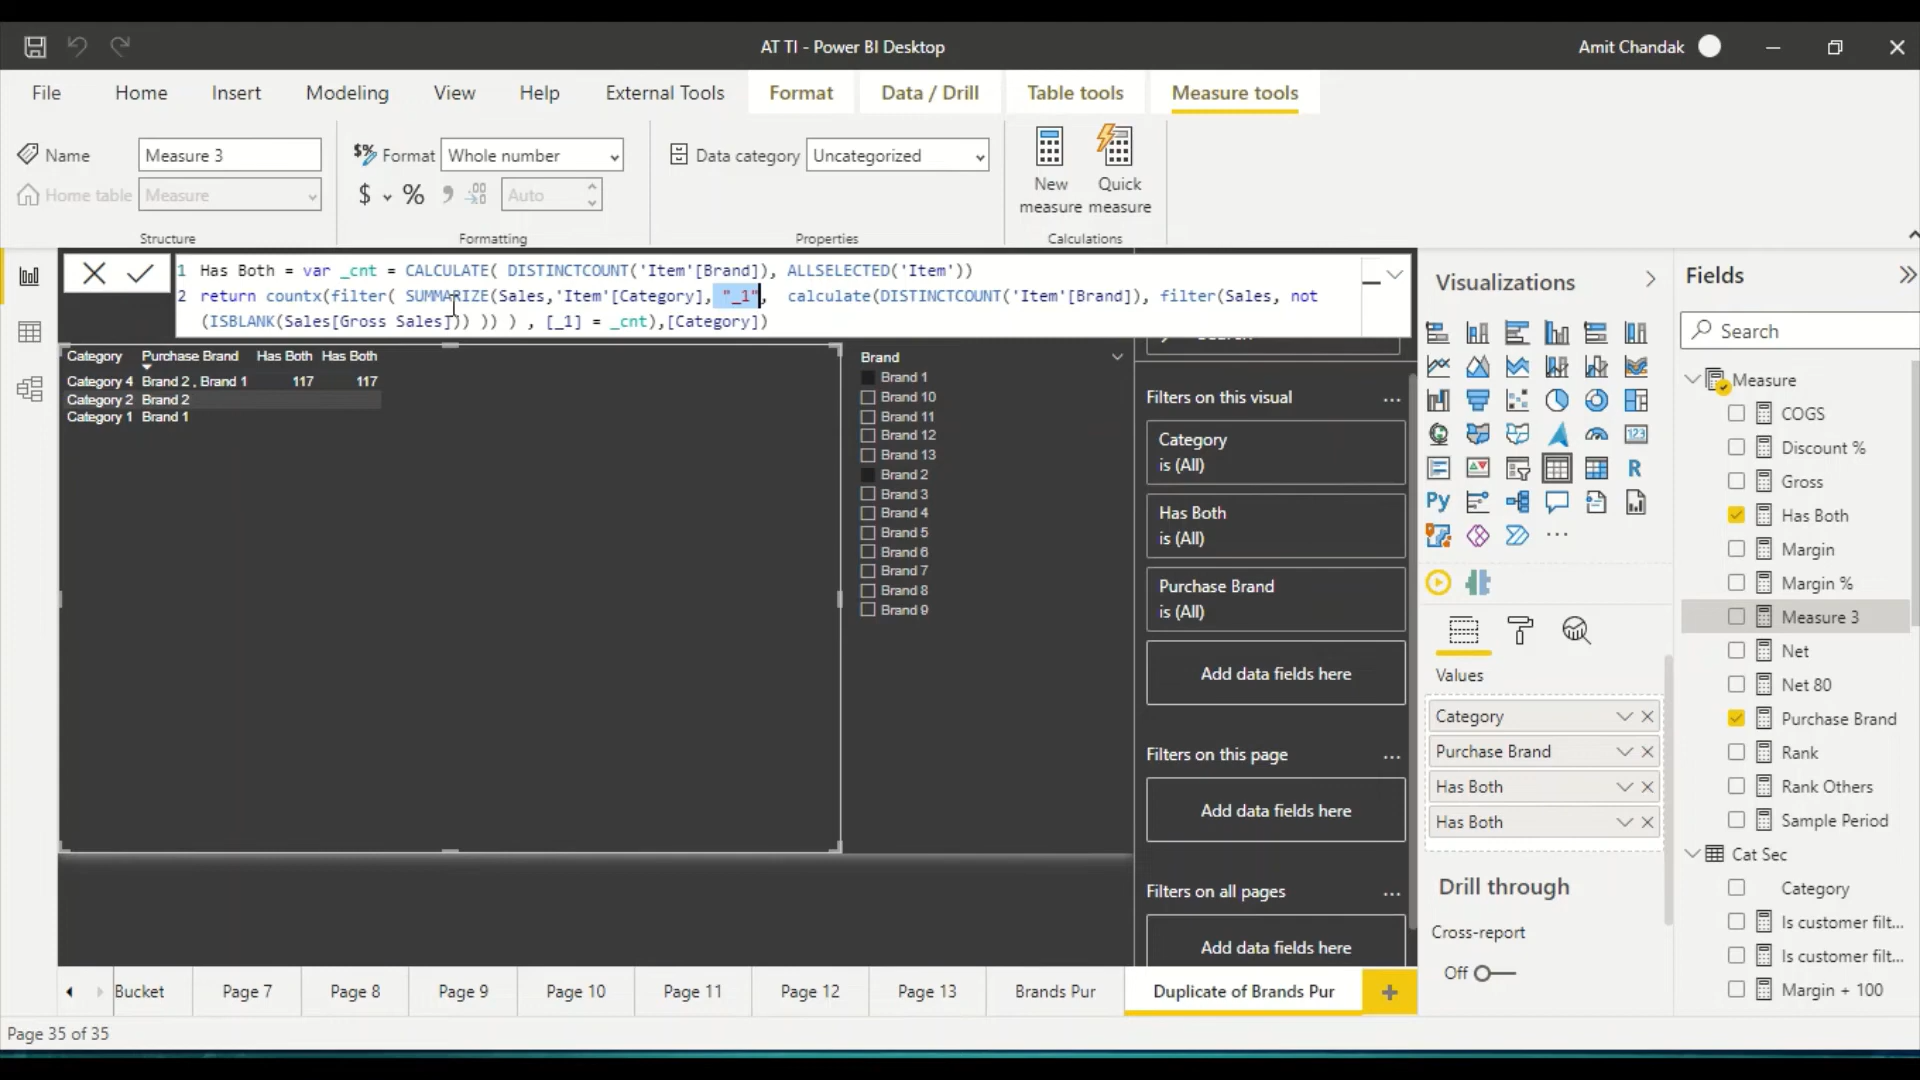 AT TI - Power BI Desktop
Amit Chandak
File Home Insert Modeling View Help External Tools Format Data / Drill Table tools Measure tools
Name Measure 3
Home table Measure
Structure
Format Whole number
$ % Auto
Formatting
Data category Uncategorized
Properties
New measure
Quick measure
Calculations
1 Has Both = var _cnt = CALCULATE( DISTINCTCOUNT('Item'[Brand]), ALLSELECTED('Item'))
2 return countx(filter( SUMMARIZE(Sales,'Item'[Category], "_1", calculate(DISTINCTCOUNT('Item'[Brand]), filter(Sales, not
(ISBLANK(Sales[Gross Sales])) )) ) , [_1] = _cnt),[Category])
Category Purchase Brand Has Both Has Both
Category 4 Brand 2 , Brand 1 117 117
Category 2 Brand 2
Category 1 Brand 1
Brand
Brand 1
Brand 10
Brand 11
Brand 12
Brand 13
Brand 2
Brand 3
Brand 4
Brand 5
Brand 6
Brand 7
Brand 8
Brand 9
Filters on this visual ...
Category
is (All)
Has Both
is (All)
Purchase Brand
is (All)
Add data fields here
Filters on this page ...
Add data fields here
Filters on all pages ...
Add data fields here
Visualizations
R
Py
123
...
Values
Category
Purchase Brand
Has Both
Has Both
Drill through
Cross-report
Off
Fields
Search
Measure
COGS
Discount %
Gross
Has Both
Margin
Margin %
Measure 3
Net
Net 80
Purchase Brand
Rank
Rank Others
Sample Period
Cat Sec
Category
Is customer filt...
Is customer filt...
Margin + 100
Bucket Page 7 Page 8 Page 9 Page 10 Page 11 Page 12 Page 13 Brands Pur Duplicate of Brands Pur +
Page 35 of 35